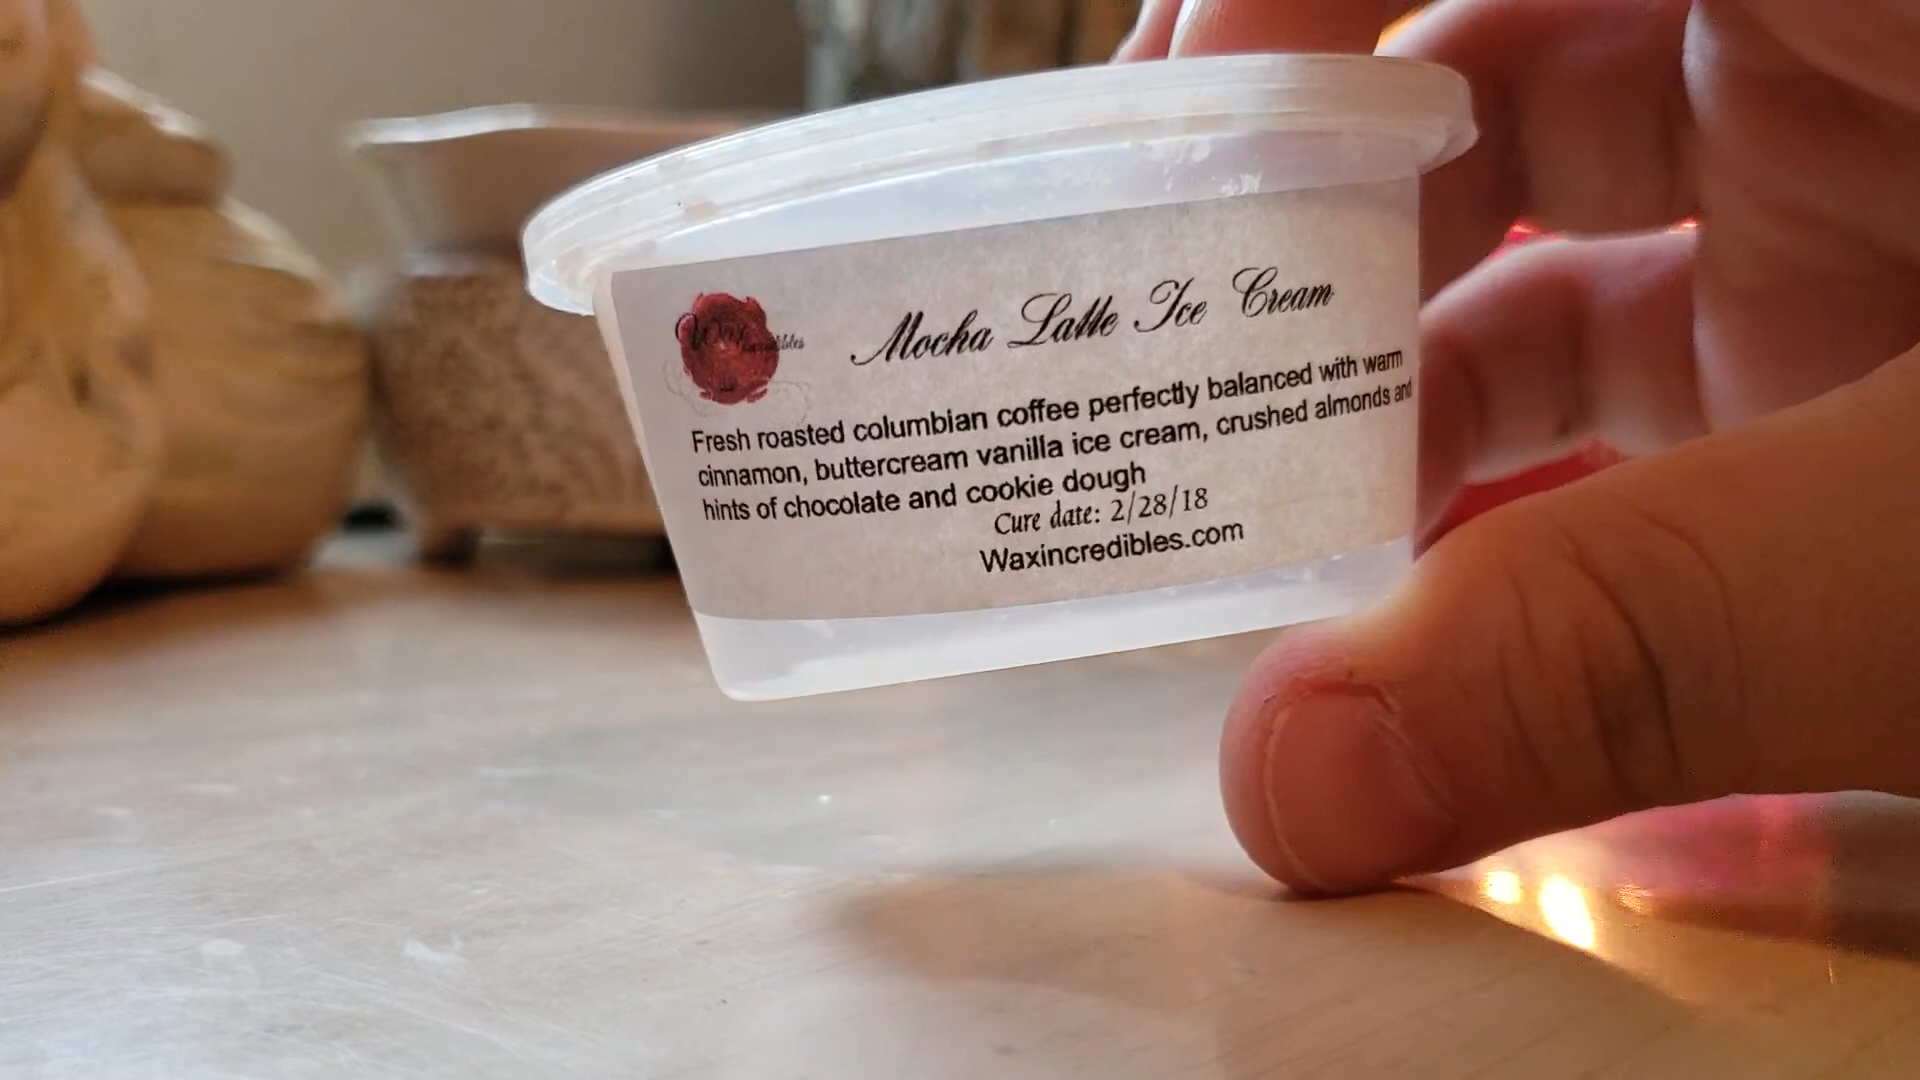 Wax
Mocha Latte Ice Cream
Fresh roasted columbian coffee perfectly balanced with warm
cinnamon, buttercream vanilla ice cream, crushed almonds and
hints of chocolate and cookie dough
Cure date: 2/28/18
Waxincredibles.com